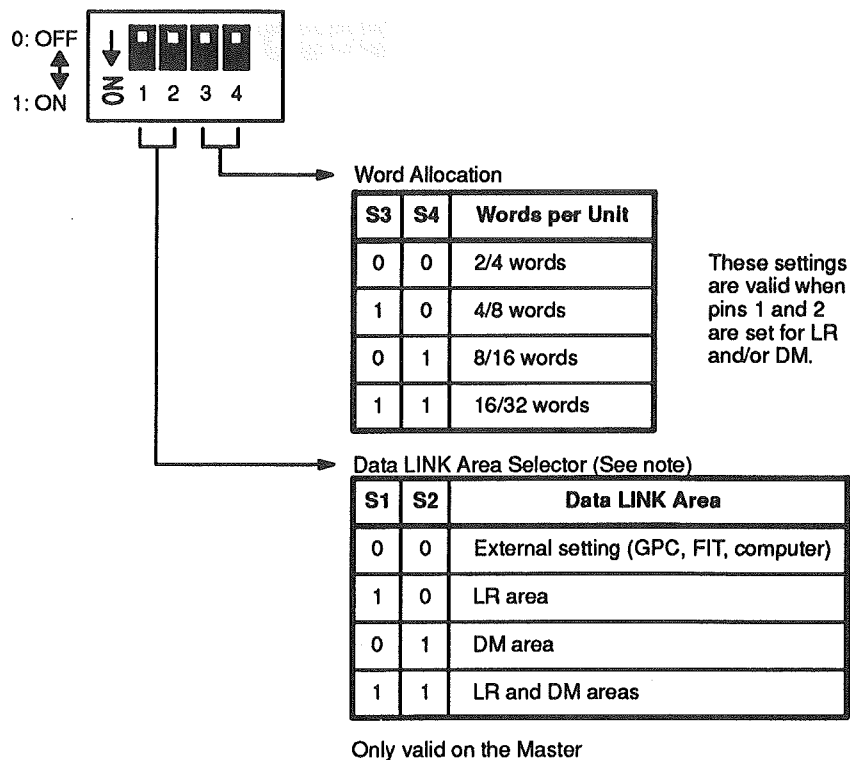 0: OFF
1: ON
ON
1 2 3 4
Word Allocation
S3 S4 Words per Unit
0 0 2/4 words
1 0 4/8 words
0 1 8/16 words
1 1 16/32 words
These settings
are valid when
pins 1 and 2
are set for LR
and/or DM.
Data LINK Area Selector (See note)
S1 S2 Data LINK Area
0 0 External setting (GPC, FIT, computer)
1 0 LR area
0 1 DM area
1 1 LR and DM areas
Only valid on the Master